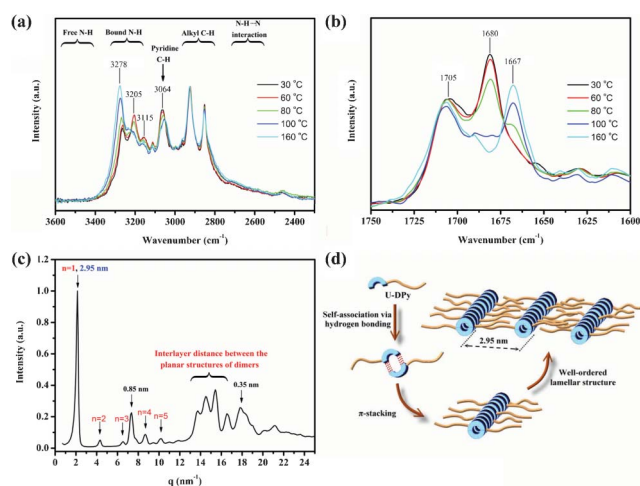 (a)
Free N-H
Bound N-H
Alkyl C-H
N-H···N
interaction
Pyridine
C-H
3278
3205
3115
3064
30 °C
60 °C
80 °C
100 °C
160 °C
Intensity (a.u.)
3600 3400 3200 3000 2800 2600 2400
Wavenumber (cm⁻¹)
(b)
1705
1680
1667
30 °C
60 °C
80 °C
100 °C
160 °C
Intensity (a.u.)
1750 1725 1700 1675 1650 1625 1600
Wavenumber (cm⁻¹)
(c)
n=1, 2.95 nm
Interlayer distance between the
planar structures of dimers
0.85 nm
0.35 nm
n=2
n=3
n=4
n=5
1.0
0.8
0.6
0.4
0.2
0.0
Intensity (a.u.)
0 2 4 6 8 10 12 14 16 18 20 22 24
q (nm⁻¹)
(d)
U-DPy
Self-association via
hydrogen bonding
2.95 nm
π-stacking
Well-ordered
lamellar structure